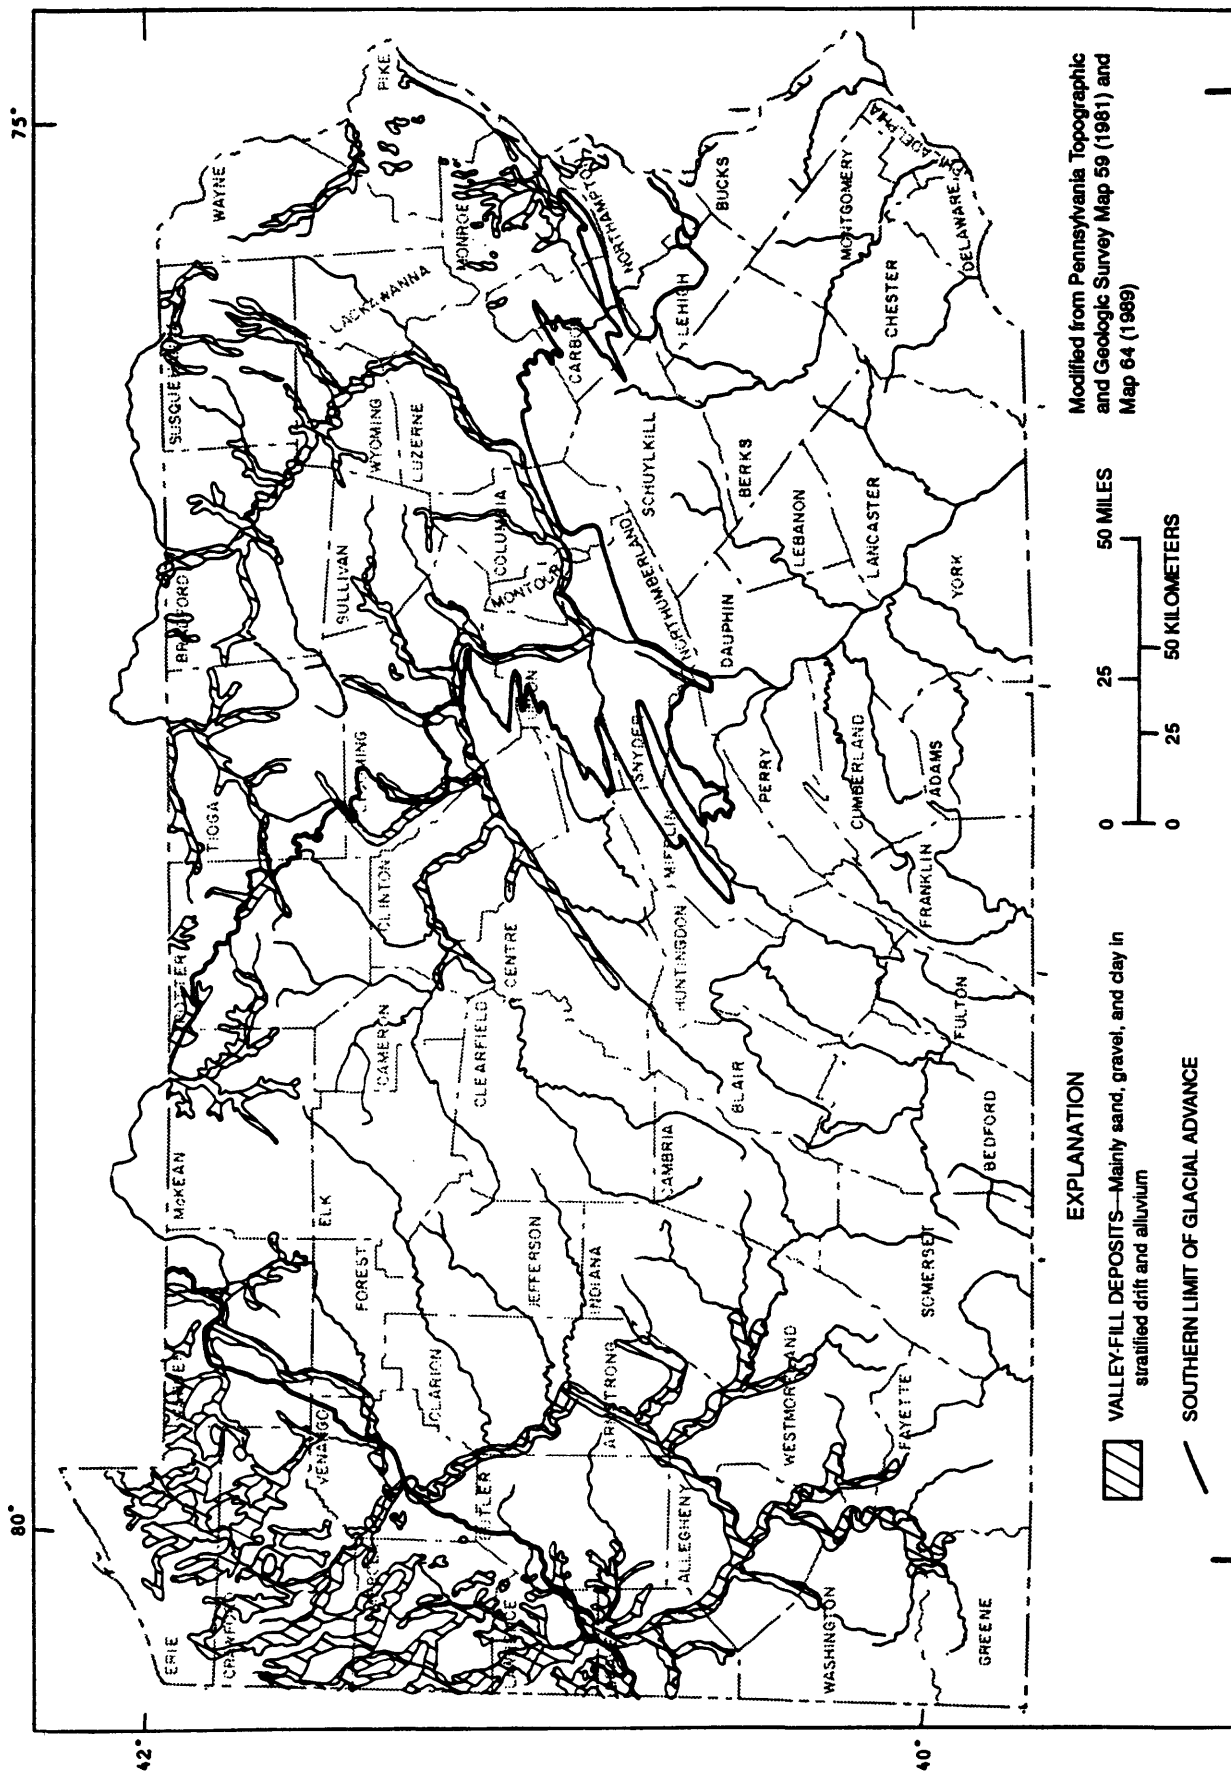 80°
75°
42°
40°
ERIE
CRAWFORD
WARREN
McKEAN
POTTER
TIOGA
BRADFORD
SUSQUE
WAYNE
PIKE
VENANGO
FOREST
ELK
CAMERON
CLINTON
SULLIVAN
WYOMING
LACKAWANNA
LUZERNE
MONROE
LAWRENCE
BUTLER
CLARION
JEFFERSON
CLEARFIELD
CENTRE
MONTOUR
COLUMBIA
CARBON
NORTHAMPTON
ARMSTRONG
INDIANA
SNYDER
NORTHUMBERLAND
SCHUYLKILL
LEHIGH
ALLEGHENY
CAMBRIA
HUNTINGDON
MIFFLIN
DAUPHIN
BERKS
BUCKS
WESTMORELAND
BLAIR
PERRY
LEBANON
MONTGOMERY
WASHINGTON
CUMBERLAND
LANCASTER
CHESTER
PHILADELPHIA
GREENE
FAYETTE
SOMERSET
BEDFORD
FULTON
FRANKLIN
ADAMS
YORK
DELAWARE
EXPLANATION
VALLEY-FILL DEPOSITS—Mainly sand, gravel, and clay in
stratified drift and alluvium
SOUTHERN LIMIT OF GLACIAL ADVANCE
0 25 50 MILES
0 25 50 KILOMETERS
Modified from Pennsylvania Topographic
and Geologic Survey Map 59 (1981) and
Map 64 (1989)